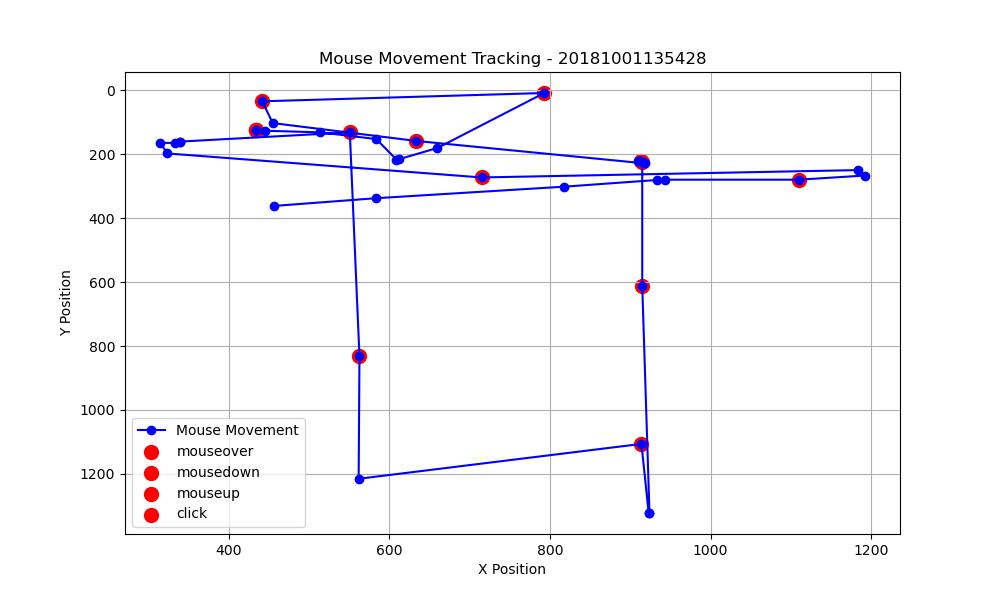 Mouse Movement Tracking - 20181001135428
0
200
400
600
800
1000
1200
Y Position
Mouse Movement
mouseover
mousedown
mouseup
click
400
600
800
1000
1200
X Position